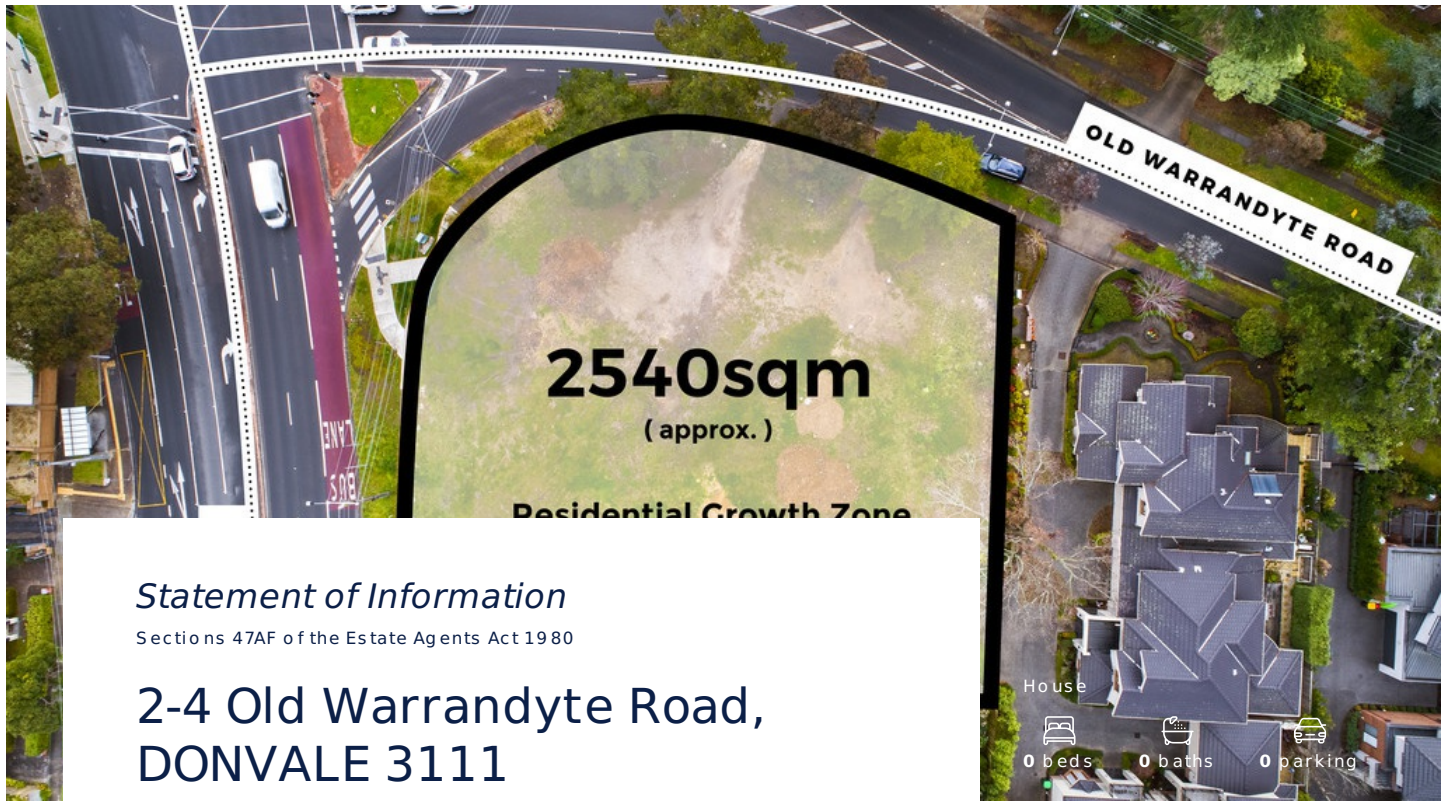 OLD WARRANDYTE ROAD
2540sqm
( approx. )
Residential Growth Zone
LANE
BUS
Statement of Information
Sections 47AF of the Estate Agents Act 1980
2-4 Old Warrandyte Road,
DONVALE 3111
House
0 beds 0 baths 0 parking